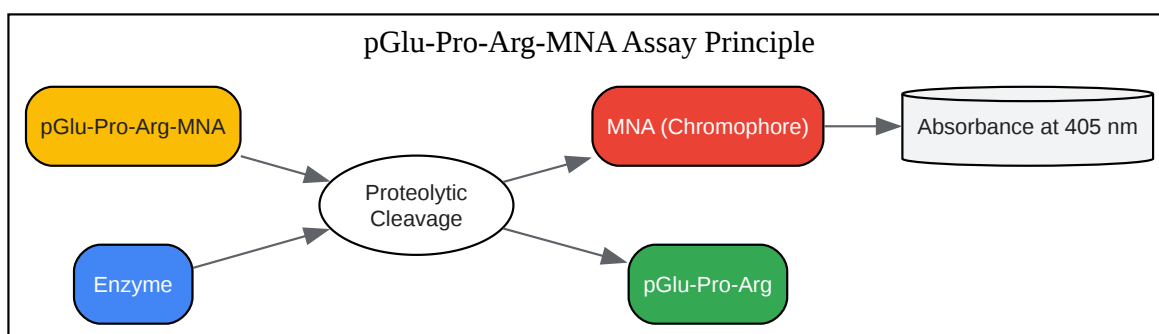 pGlu-Pro-Arg-MNA Assay Principle
pGlu-Pro-Arg-MNA
MNA (Chromophore)
Absorbance at 405 nm
Proteolytic
Cleavage
Enzyme
pGlu-Pro-Arg